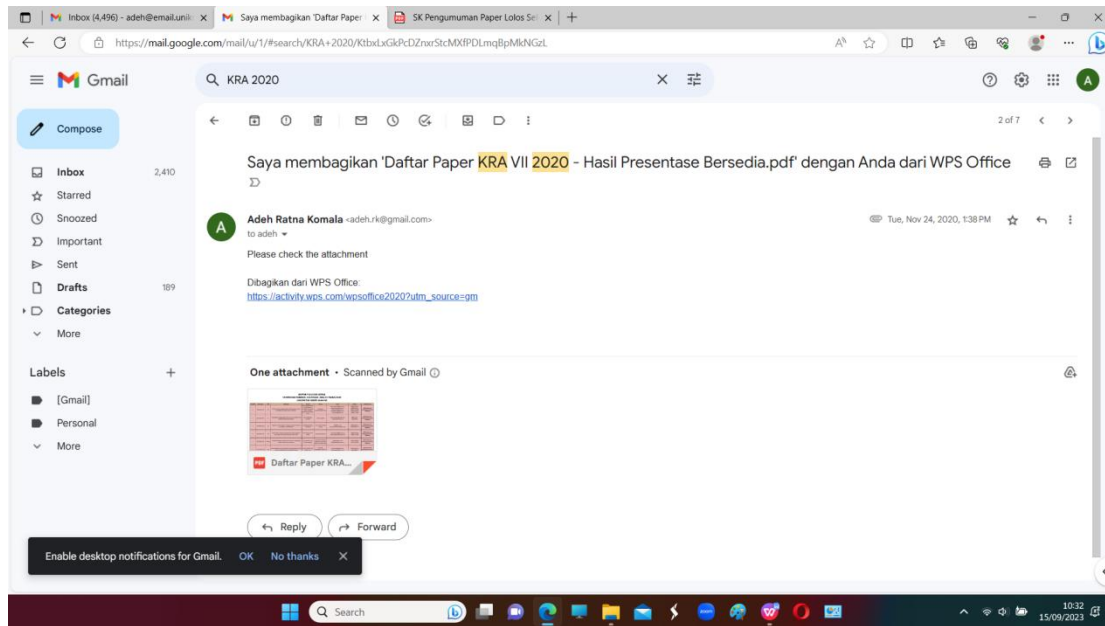 Inbox (4,496) - adeh@email.unik
Saya membagikan 'Daftar Paper
SK Pengumuman Paper Lolos Sel
https://mail.google.com/mail/u/1/#search/KRA+2020/
Gmail
KRA 2020
Compose
2 of 7
Inbox 2,410
Starred
Snoozed
Important
Sent
Drafts 189
Categories
More
Labels
[Gmail]
Personal
More
Saya membagikan 'Daftar Paper KRA VII 2020 - Hasil Presentase Bersedia.pdf' dengan Anda dari WPS Office
Adeh Ratna Komala <adeh.rk@gmail.com>
Tue, Nov 24, 2020, 1:38 PM
to adeh
Please check the attachment
Dibagikan dari WPS Office:
https://activity.wps.com/wpsoffice2020?utm_source=gm
One attachment • Scanned by Gmail
PDF Daftar Paper KRA...
Reply Forward
Enable desktop notifications for Gmail. OK No thanks
Search
10:32
15/09/2023